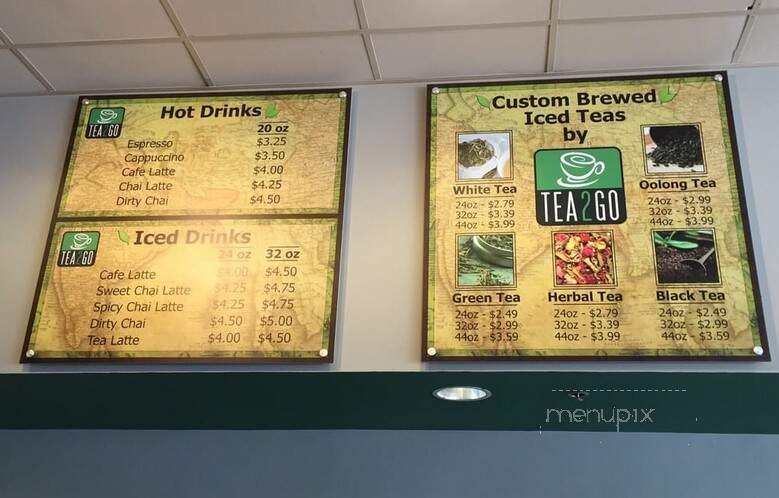 TEA2GO
Hot Drinks
20 oz
Espresso $3.25
Cappuccino $3.50
Cafe Latte $4.00
Chai Latte $4.25
Dirty Chai $4.50
TEA2GO
Iced Drinks
24 oz 32 oz
Cafe Latte $4.00 $4.50
Sweet Chai Latte $4.25 $4.75
Spicy Chai Latte $4.25 $4.75
Dirty Chai $4.50 $5.00
Tea Latte $4.00 $4.50
Custom Brewed
Iced Teas
by
TEA2GO
White Tea
24oz - $2.79
32oz - $3.39
44oz - $3.99
Oolong Tea
24oz - $2.99
32oz - $3.39
44oz - $3.99
Green Tea
24oz - $2.49
32oz - $2.99
44oz - $3.59
Herbal Tea
24oz - $2.79
32oz - $3.39
44oz - $3.99
Black Tea
24oz - $2.49
32oz - $2.99
44oz - $3.59
menupix